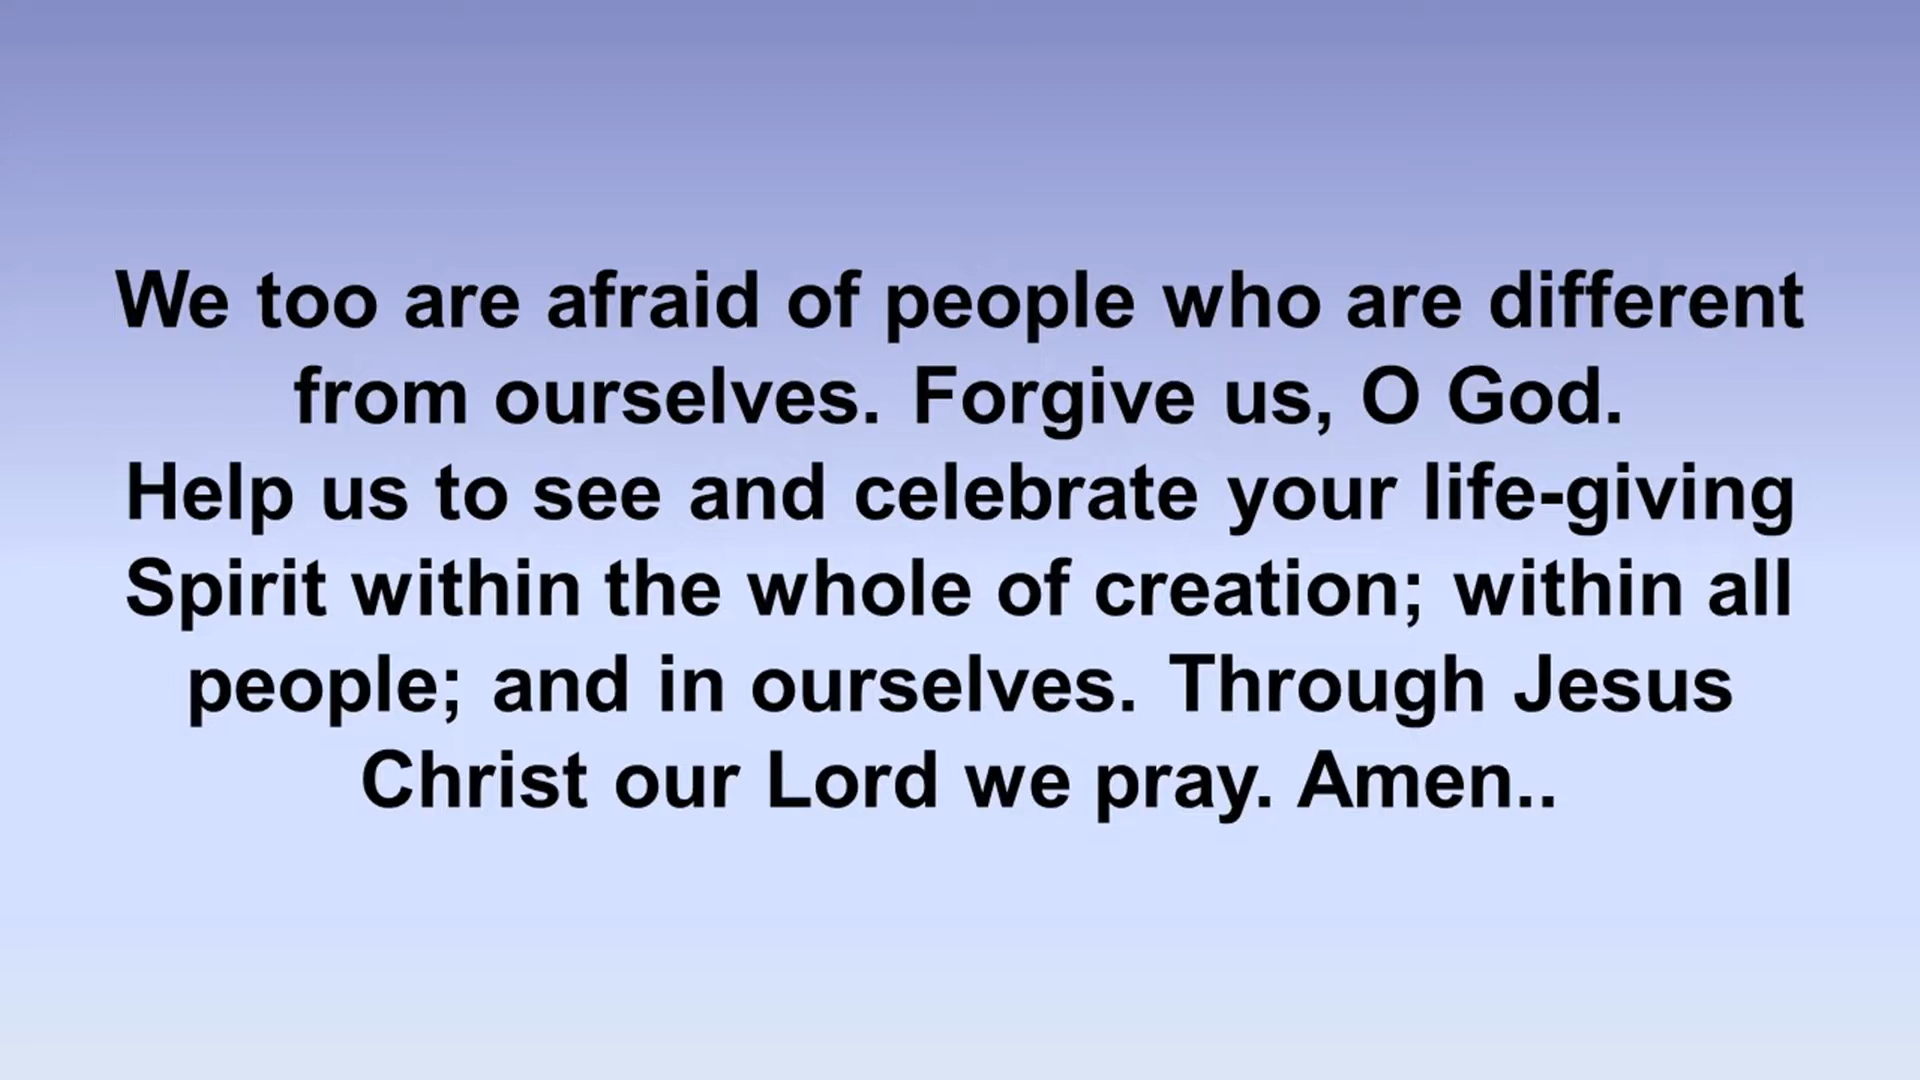 We too are afraid of people who are different
from ourselves. Forgive us, O God.
Help us to see and celebrate your life-giving
Spirit within the whole of creation; within all
people; and in ourselves. Through Jesus
Christ our Lord we pray. Amen..